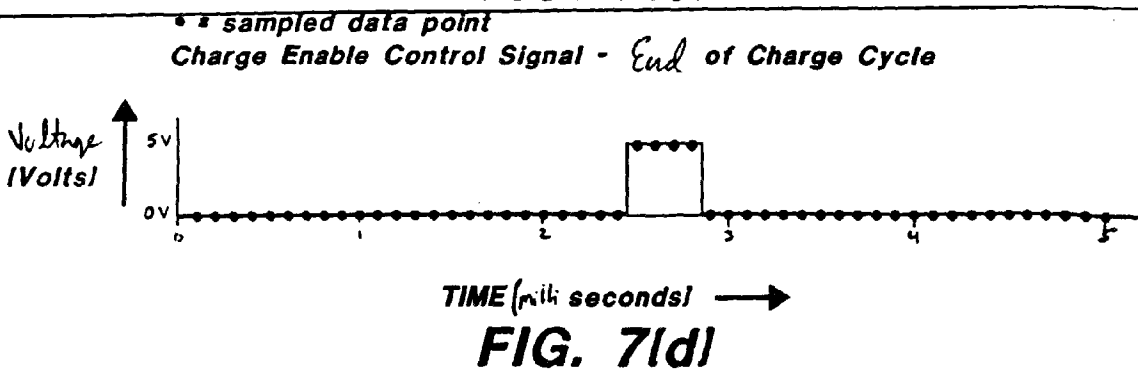 • = sampled data point
Charge Enable Control Signal - End of Charge Cycle
Voltage
[Volts]
5V
0V
0 1 2 3 4 5
TIME (milli seconds)
FIG. 7(d)